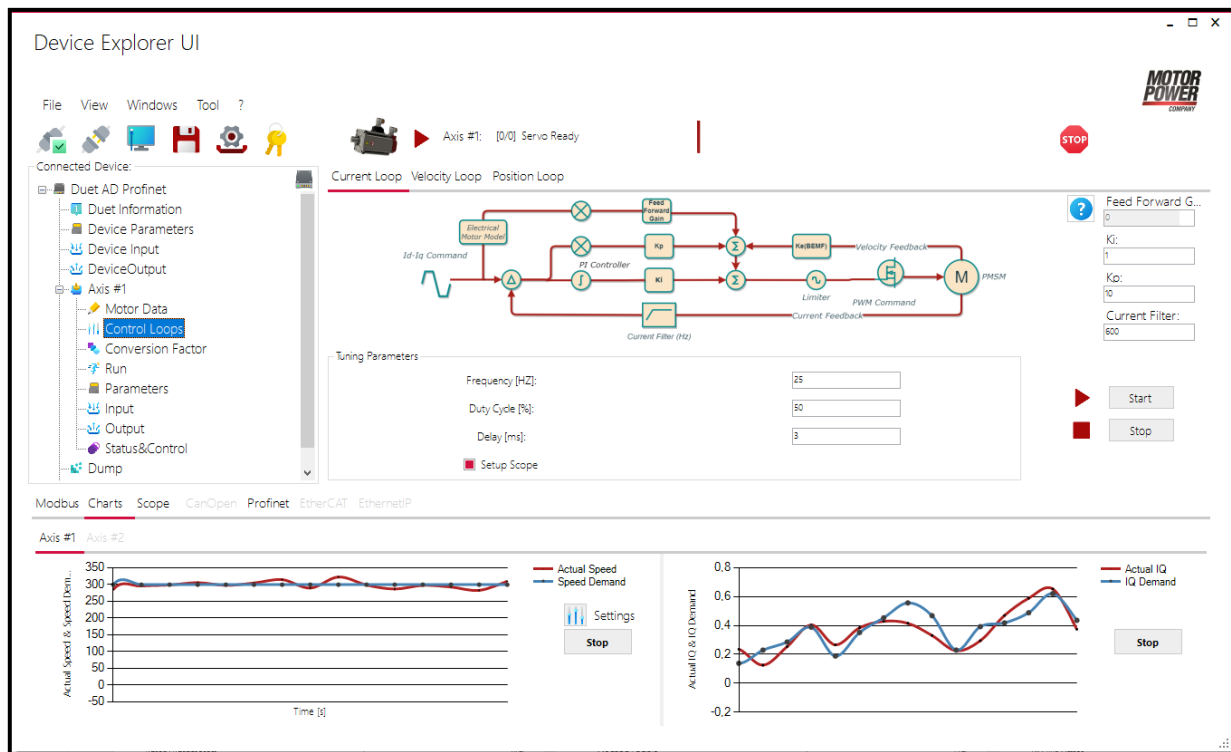 Device Explorer UI
MOTOR
POWER
COMPANY
File View Windows Tool ?
Axis #1: [0/0] Servo Ready
STOP
Connected Device:
Duet AD Profinet
Duet Information
Device Parameters
Device Input
DeviceOutput
Axis #1
Motor Data
Control Loops
Conversion Factor
Run
Parameters
Input
Output
Status&Control
Dump
Current Loop Velocity Loop Position Loop
Id-Iq Command
Electrical
Motor Model
Feed
Forward
Gain
Kp
PI Controller
Ki
Σ
Σ
Δ
∫
Ke(BEMF)
Velocity Feedback
Limiter
PWM Command
M
PMSM
Current Feedback
Current Filter (Hz)
?
Feed Forward G...
0
Ki:
1
Kp:
10
Current Filter:
600
Tuning Parameters
Frequency [HZ]: 25
Duty Cycle [%]: 50
Delay [ms]: 3
Setup Scope
Start
Stop
Modbus Charts Scope CanOpen Profinet EtherCAT EthernetIP
Axis #1 Axis #2
Actual Speed & Speed Dem...
350
300
250
200
150
100
50
0
-50
Time [s]
Actual Speed
Speed Demand
Settings
Stop
Actual IQ & IQ Demand
0,8
0,6
0,4
0,2
0
-0,2
Actual IQ
IQ Demand
Stop